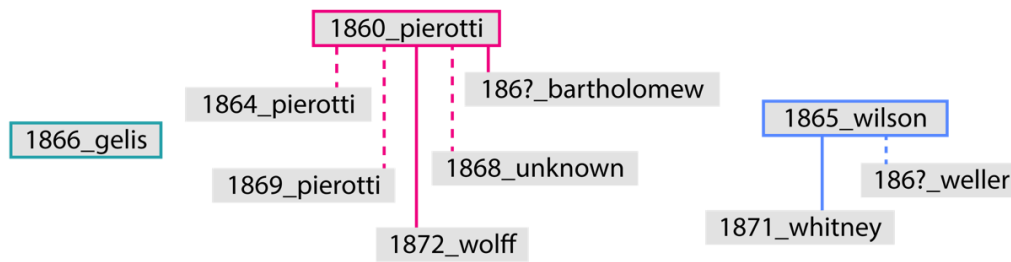 1860_pierotti
186?_bartholomew
1864_pierotti
1865_wilson
1866_gelis
1868_unknown
1869_pierotti
186?_weller
1871_whitney
1872_wolff